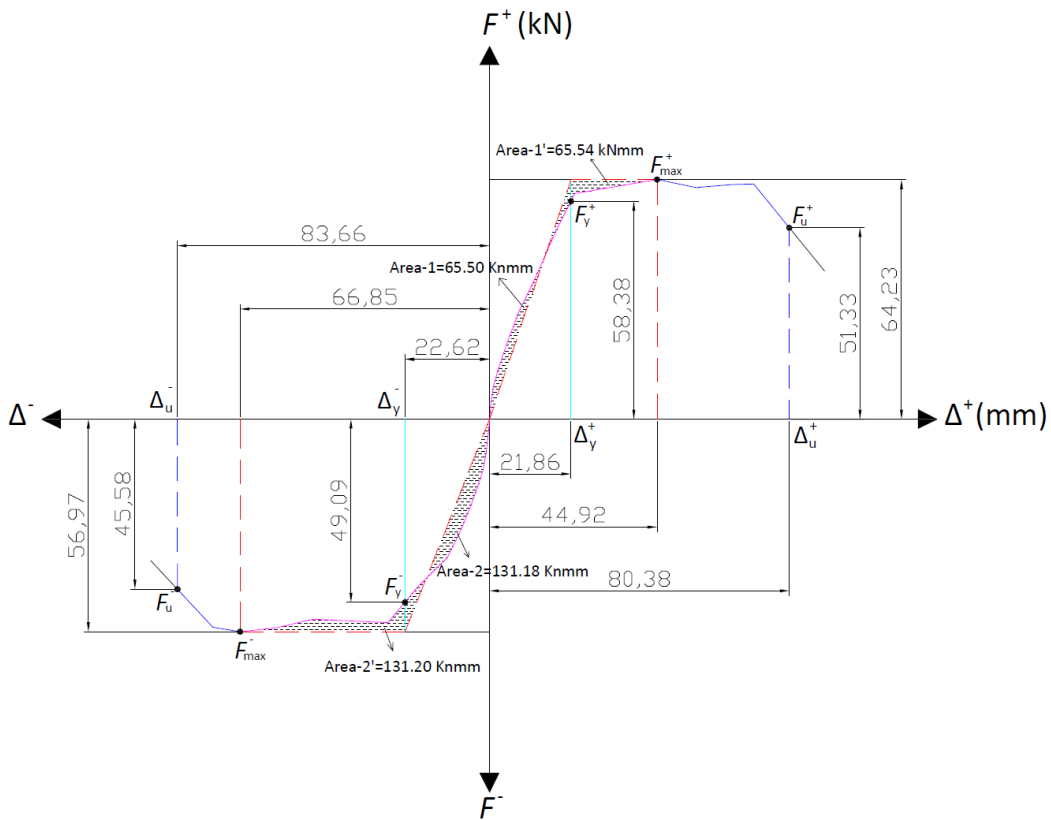 F⁺ (kN)
Area-1'=65.54 kNmm
F⁺max
F⁺y
F⁺u
83,66
Area-1=65.50 Knmm
66,85
58,38
51,33
64,23
22,62
Δ⁻
Δ⁻u
Δ⁻y
Δ⁺(mm)
Δ⁺y
Δ⁺u
21,86
44,92
56,97
45,58
49,09
Area-2=131.18 Knmm
80,38
F⁻u
F⁻y
F⁻max
Area-2'=131.20 Knmm
F⁻